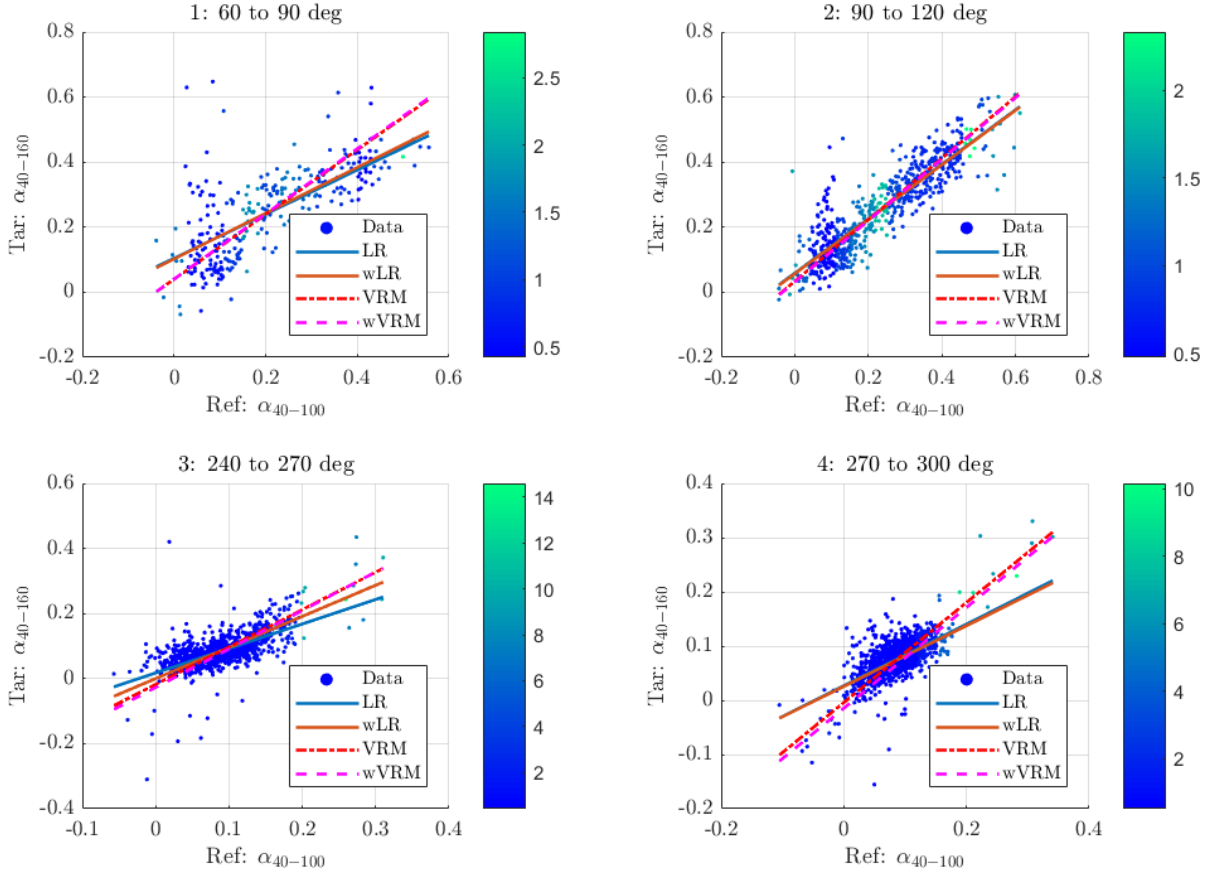 1: 60 to 90 deg
0.8
0.6
0.4
0.2
0
-0.2
-0.2
0
0.2
0.4
0.6
Tar: α40−160
Ref: α40−100
Data
LR
wLR
VRM
wVRM
2.5
2
1.5
1
0.5
2: 90 to 120 deg
0.8
0.6
0.4
0.2
0
-0.2
-0.2
0
0.2
0.4
0.6
0.8
Tar: α40−160
Ref: α40−100
Data
LR
wLR
VRM
wVRM
2
1.5
1
0.5
3: 240 to 270 deg
0.6
0.4
0.2
0
-0.2
-0.4
-0.1
0
0.1
0.2
0.3
0.4
Tar: α40−160
Ref: α40−100
Data
LR
wLR
VRM
wVRM
14
12
10
8
6
4
2
4: 270 to 300 deg
0.4
0.3
0.2
0.1
0
-0.1
-0.2
-0.2
0
0.2
0.4
Tar: α40−160
Ref: α40−100
Data
LR
wLR
VRM
wVRM
10
8
6
4
2